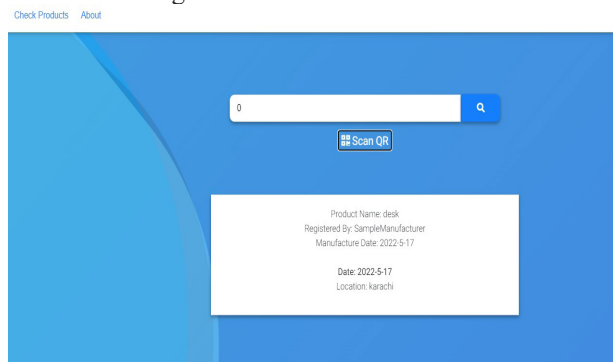 Check Products About
0
Scan QR
Product Name: desk
Registered By: SampleManufacturer
Manufacture Date: 2022-5-17
Date: 2022-5-17
Location: karachi